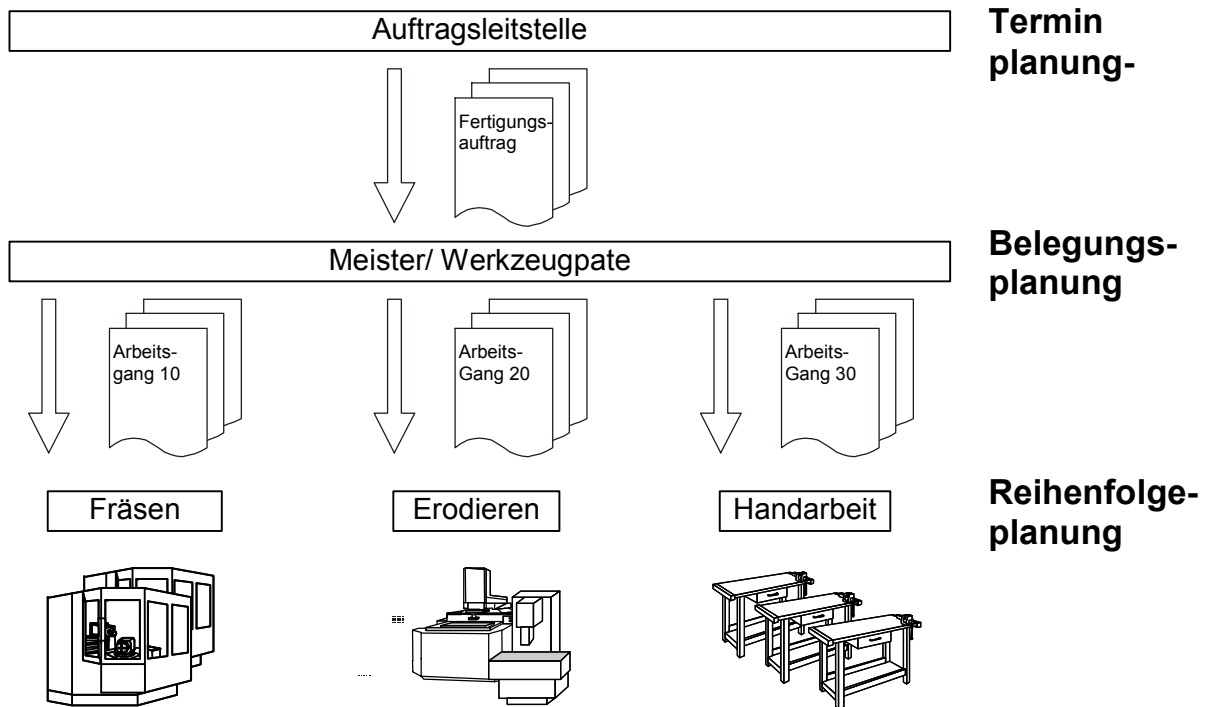 Auftragsleitstelle
Termin
planung-
Fertigungs-
auftrag
Meister/ Werkzeugpate
Belegungs-
planung
Arbeits-
gang 10
Arbeits-
Gang 20
Arbeits-
Gang 30
Fräsen
Erodieren
Handarbeit
Reihenfolge-
planung